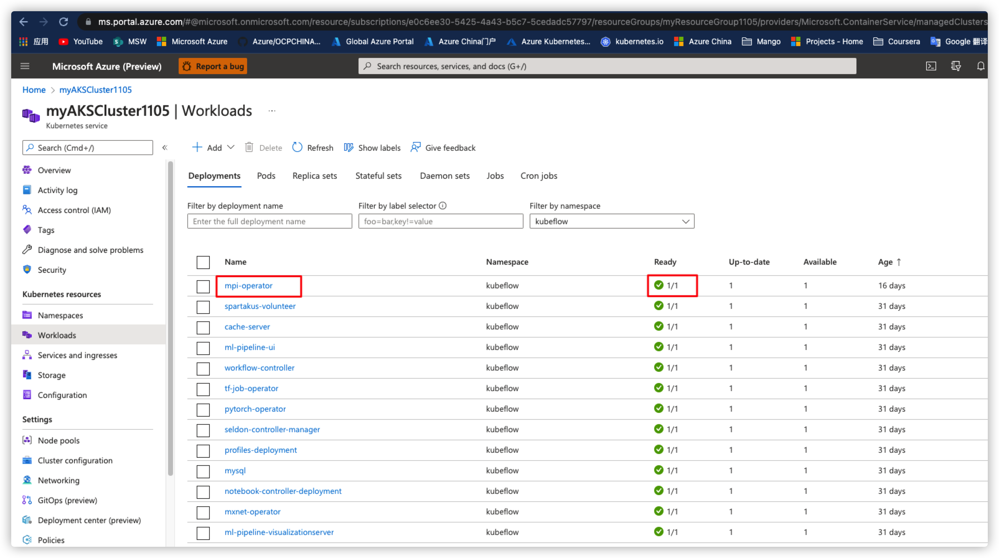 ms.portal.azure.com/#@microsoft.onmicrosoft.com/resource/subscriptions/e0c6ee30-5425-4a43-b5c7-5cedadc57797/resourceGroups/myResourceGroup1105/providers/Microsoft.ContainerService/managedClusters
应用 YouTube MSW Microsoft Azure Azure/OCPCHINA... Global Azure Portal Azure China门户 Azure Kubernetes... kubernetes.io Azure China Mango Projects - Home Coursera Google 翻译
Microsoft Azure (Preview) Report a bug Search resources, services, and docs (G+/)
Home > myAKSCluster1105
myAKSCluster1105 | Workloads ...
Kubernetes service
Search (Cmd+/) « Add Delete Refresh Show labels Give feedback
Overview
Activity log
Access control (IAM)
Tags
Diagnose and solve problems
Security
Kubernetes resources
Namespaces
Workloads
Services and ingresses
Storage
Configuration
Settings
Node pools
Cluster configuration
Networking
GitOps (preview)
Deployment center (preview)
Policies
Deployments Pods Replica sets Stateful sets Daemon sets Jobs Cron jobs
Filter by deployment name Filter by label selector Filter by namespace
Enter the full deployment name foo=bar,key!=value kubeflow
Name Namespace Ready Up-to-date Available Age ↑
mpi-operator kubeflow 1/1 1 1 16 days
spartakus-volunteer kubeflow 1/1 1 1 31 days
cache-server kubeflow 1/1 1 1 31 days
ml-pipeline-ui kubeflow 1/1 1 1 31 days
workflow-controller kubeflow 1/1 1 1 31 days
tf-job-operator kubeflow 1/1 1 1 31 days
pytorch-operator kubeflow 1/1 1 1 31 days
seldon-controller-manager kubeflow 1/1 1 1 31 days
profiles-deployment kubeflow 1/1 1 1 31 days
mysql kubeflow 1/1 1 1 31 days
notebook-controller-deployment kubeflow 1/1 1 1 31 days
mxnet-operator kubeflow 1/1 1 1 31 days
ml-pipeline-visualizationserver kubeflow 1/1 1 1 31 days